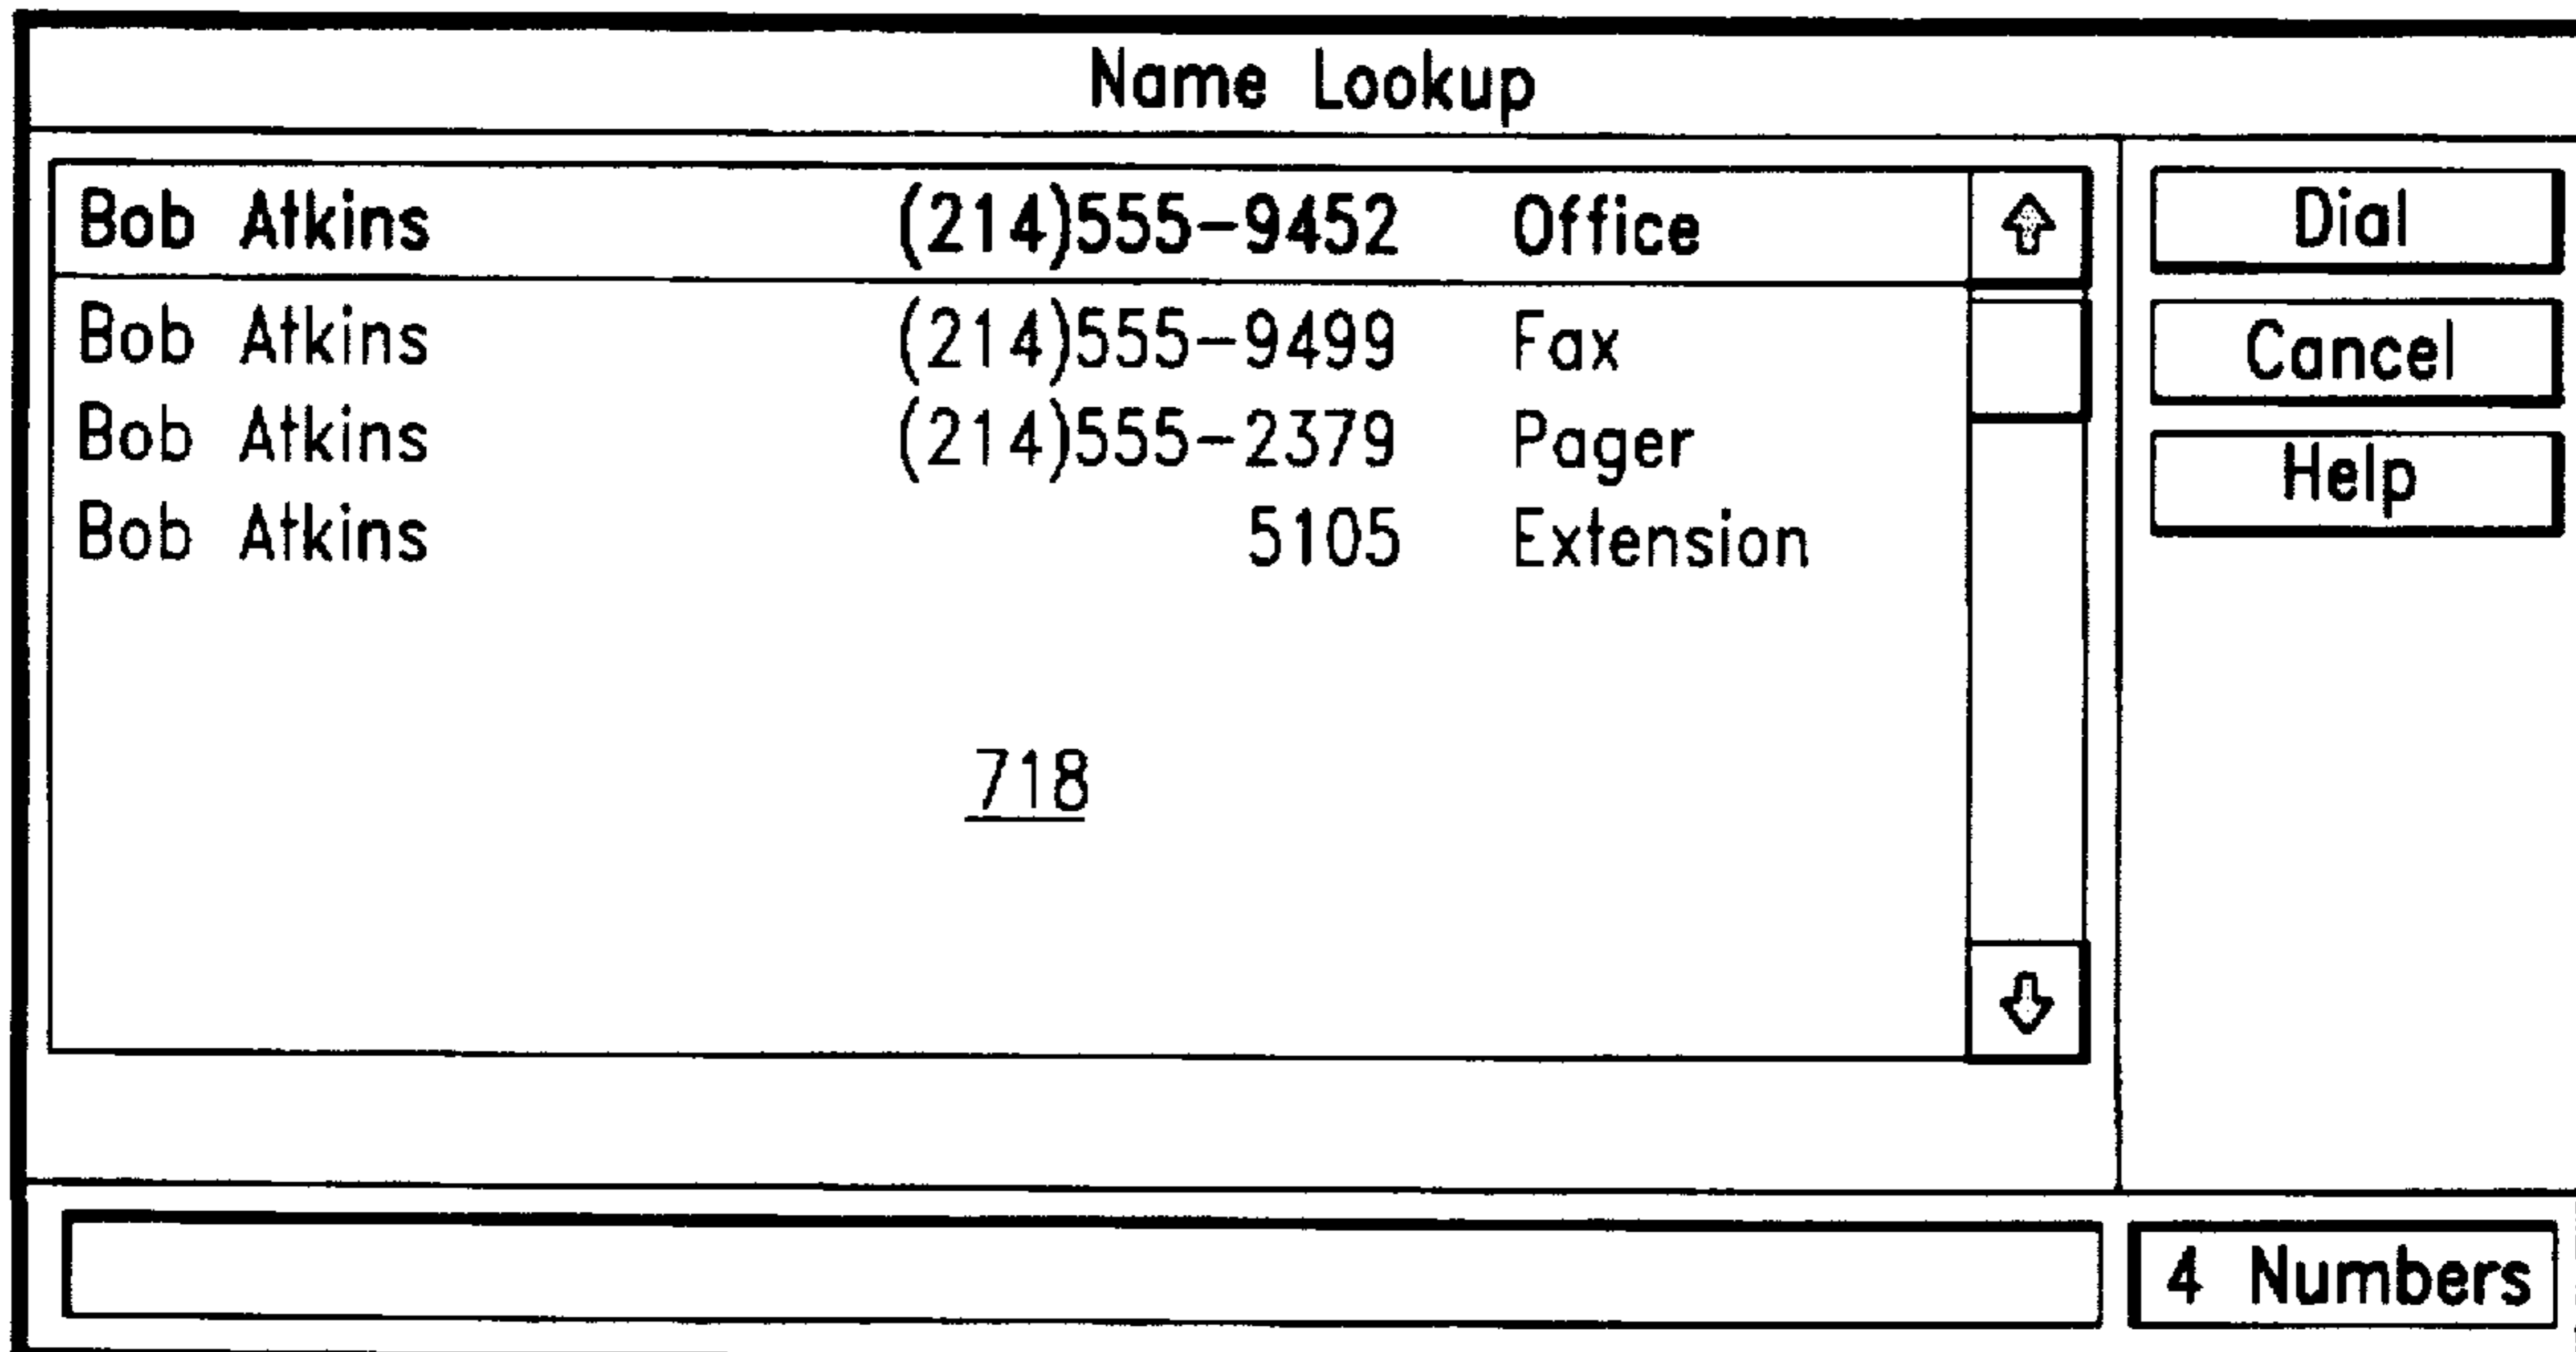 Name Lookup
Bob Atkins (214)555-9452 Office
Bob Atkins (214)555-9499 Fax
Bob Atkins (214)555-2379 Pager
Bob Atkins 5105 Extension
718
Dial
Cancel
Help
4 Numbers